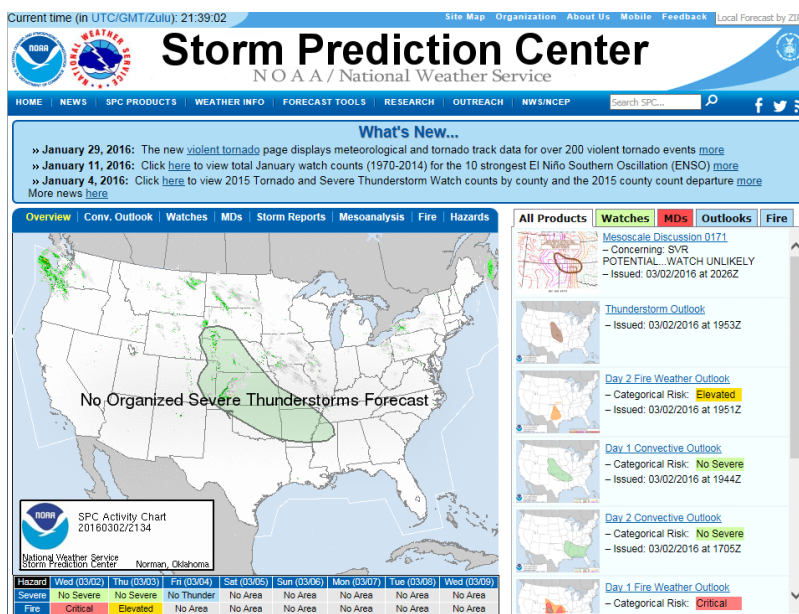 Current time (in UTC/GMT/Zulu): 21:39:02
Site Map Organization About Us Mobile Feedback Local Forecast by ZIP
NOAA
Storm Prediction Center
NOAA / National Weather Service
HOME NEWS SPC PRODUCTS WEATHER INFO FORECAST TOOLS RESEARCH OUTREACH NWS/NCEP Search SPC...
What's New...
» January 29, 2016: The new violent tornado page displays meteorological and tornado track data for over 200 violent tornado events more
» January 11, 2016: Click here to view total January watch counts (1970-2014) for the 10 strongest El Niño Southern Oscillation (ENSO) more
» January 4, 2016: Click here to view 2015 Tornado and Severe Thunderstorm Watch counts by county and the 2015 county count departure more
More news here
Overview Conv. Outlook Watches MDs Storm Reports Mesoanalysis Fire Hazards
No Organized Severe Thunderstorms Forecast
NOAA
SPC Activity Chart
20160302/2134
National Weather Service
Storm Prediction Center Norman, Oklahoma
Hazard Wed (03/02) Thu (03/03) Fri (03/04) Sat (03/05) Sun (03/06) Mon (03/07) Tue (03/08) Wed (03/09)
Severe No Severe No Severe No Thunder No Area No Area No Area No Area No Area
Fire Critical Elevated No Area No Area No Area No Area No Area No Area
All Products Watches MDs Outlooks Fire
Mesoscale Discussion 0171
– Concerning: SVR
POTENTIAL...WATCH UNLIKELY
– Issued: 03/02/2016 at 2026Z
Thunderstorm Outlook
– Issued: 03/02/2016 at 1953Z
Day 2 Fire Weather Outlook
– Categorical Risk: Elevated
– Issued: 03/02/2016 at 1951Z
Day 1 Convective Outlook
– Categorical Risk: No Severe
– Issued: 03/02/2016 at 1944Z
Day 2 Convective Outlook
– Categorical Risk: No Severe
– Issued: 03/02/2016 at 1705Z
Day 1 Fire Weather Outlook
– Categorical Risk: Critical